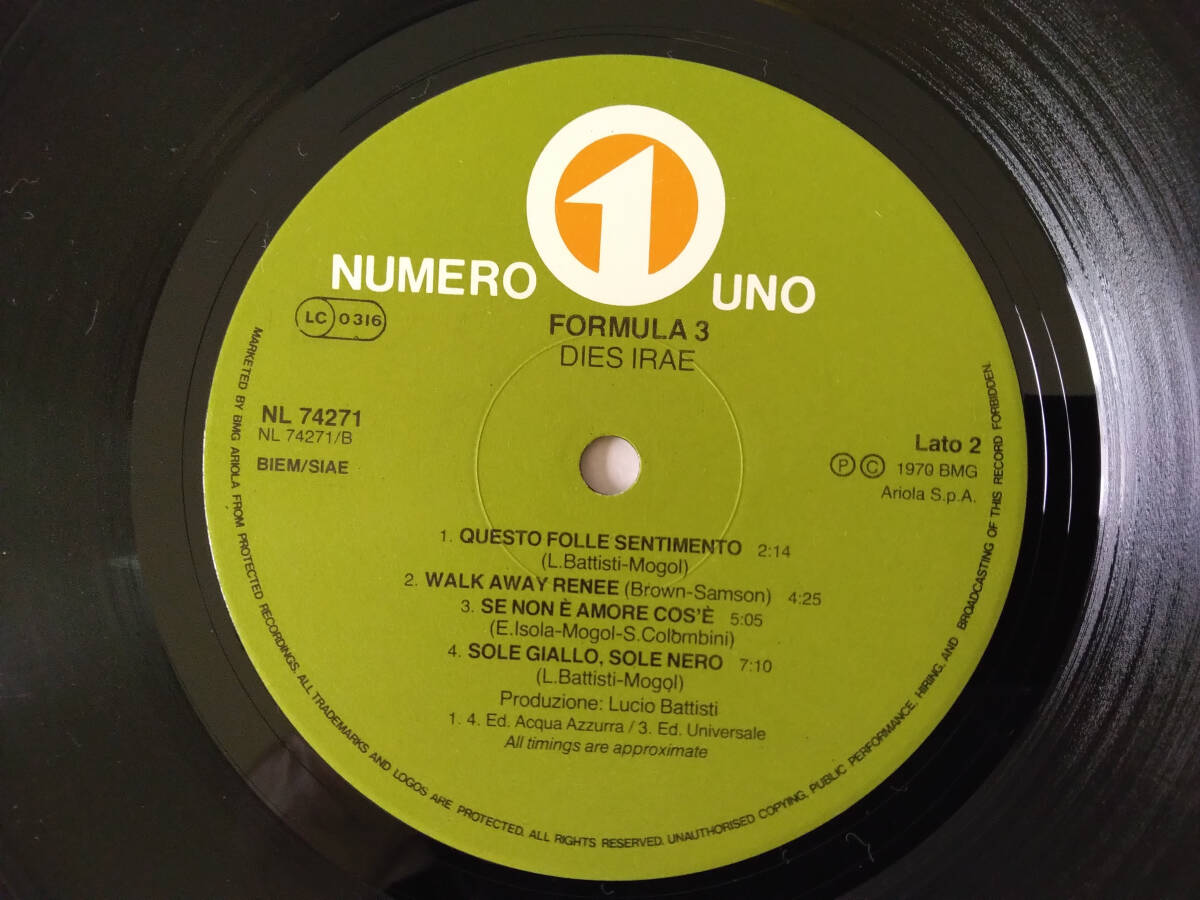 NUMERO 1 UNO
LC 0316
FORMULA 3
DIES IRAE
NL 74271
NL 74271/B
BIEM/SIAE
Lato 2
Ⓟ Ⓒ 1970 BMG
Ariola S.p.A.
1. QUESTO FOLLE SENTIMENTO 2:14
(L.Battisti-Mogol)
2. WALK AWAY RENEE (Brown-Samson) 4:25
3. SE NON È AMORE COS'È 5:05
(E.Isola-Mogol-S.Colombini)
4. SOLE GIALLO, SOLE NERO 7:10
(L.Battisti-Mogol)
Produzione: Lucio Battisti
1. 4. Ed. Acqua Azzurra / 3. Ed. Universale
All timings are approximate
MARKETED BY BMG ARIOLA FROM PROTECTED RECORDINGS. ALL TRADEMARKS AND LOGOS ARE PROTECTED. ALL RIGHTS RESERVED. UNAUTHORISED COPYING, PUBLIC PERFORMANCE, HIRING, AND BROADCASTING OF THIS RECORD FORBIDDEN.